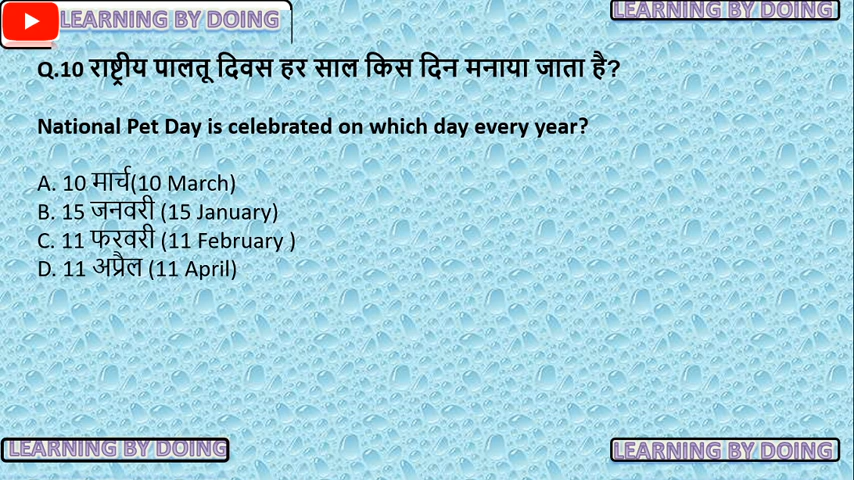 LEARNING BY DOING
LEARNING BY DOING
Q.10 राष्ट्रीय पालतू दिवस हर साल किस दिन मनाया जाता है?
National Pet Day is celebrated on which day every year?
A. 10 मार्च(10 March)
B. 15 जनवरी (15 January)
C. 11 फरवरी (11 February )
D. 11 अप्रैल (11 April)
LEARNING BY DOING
LEARNING BY DOING